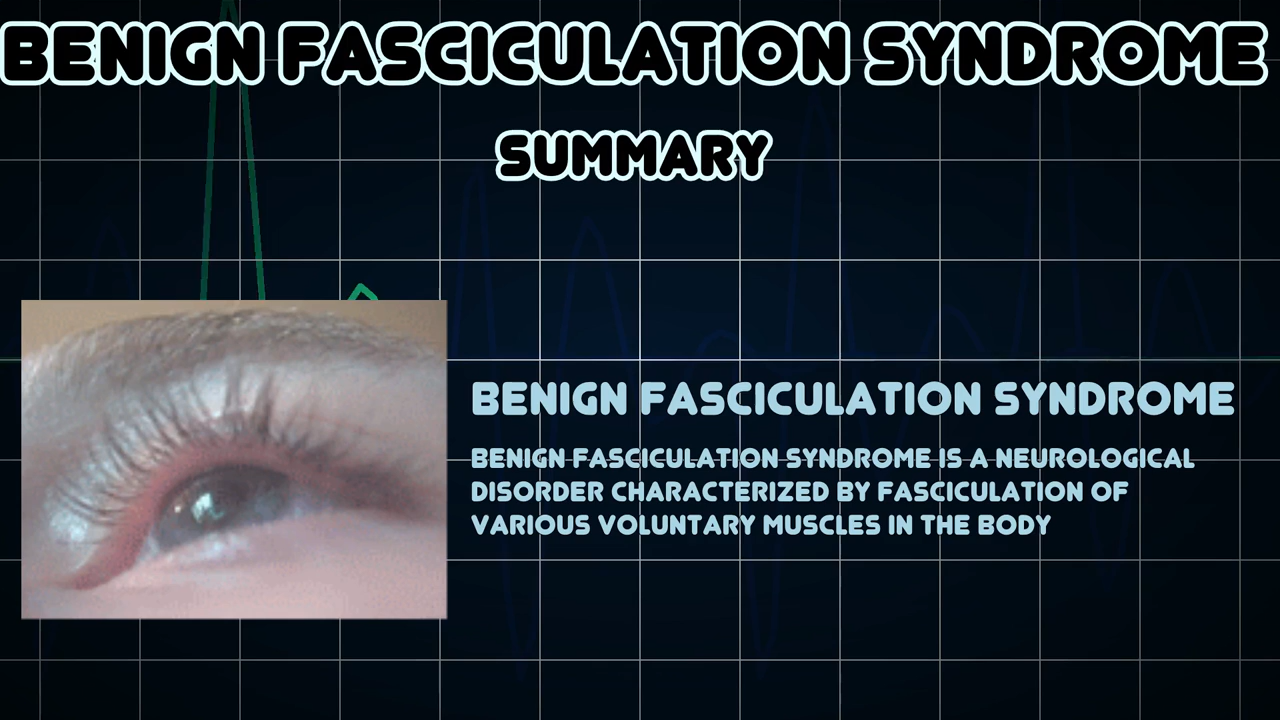 BENIGN FASCICULATION SYNDROME
SUMMARY
BENIGN FASCICULATION SYNDROME
BENIGN FASCICULATION SYNDROME IS A NEUROLOGICAL
DISORDER CHARACTERIZED BY FASCICULATION OF
VARIOUS VOLUNTARY MUSCLES IN THE BODY